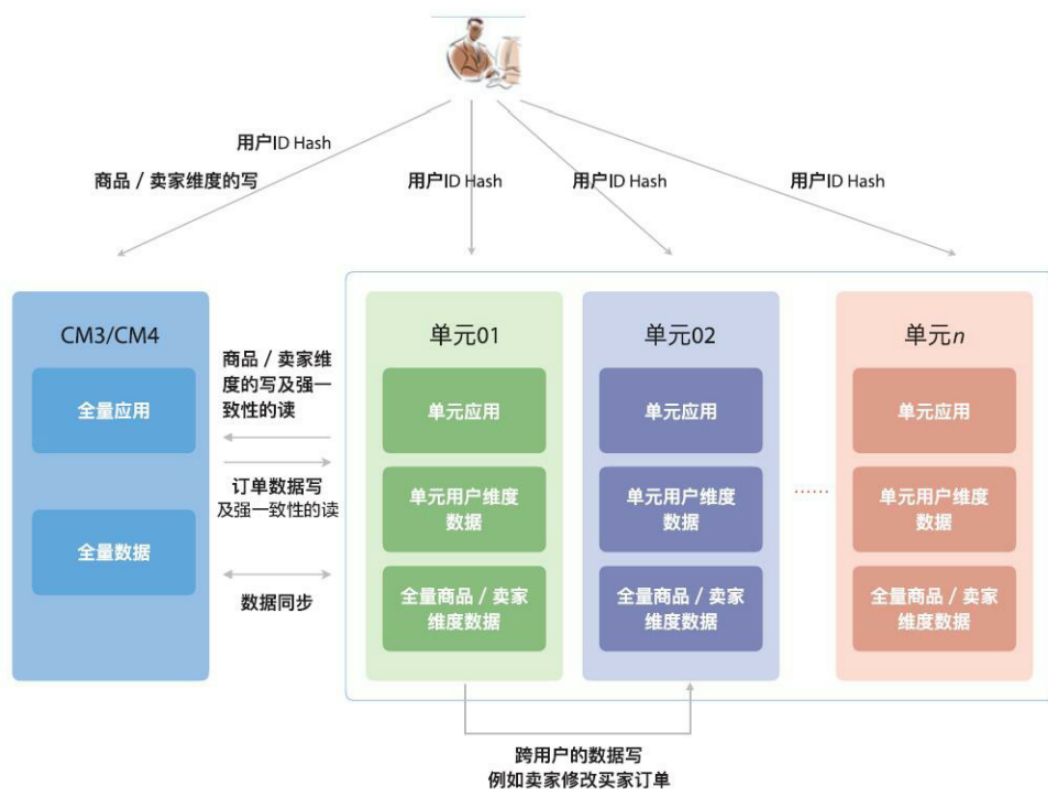 用户ID Hash
商品 / 卖家维度的写
用户ID Hash
用户ID Hash
用户ID Hash
CM3/CM4
全量应用
全量数据
商品 / 卖家维
度的写及强一
致性的读
订单数据写
及强一致性的读
数据同步
单元01
单元应用
单元用户维度
数据
全量商品 / 卖家
维度数据
单元02
单元应用
单元用户维度
数据
全量商品 / 卖家
维度数据
······
单元n
单元应用
单元用户维度
数据
全量商品 / 卖家
维度数据
跨用户的数据写
例如卖家修改买家订单